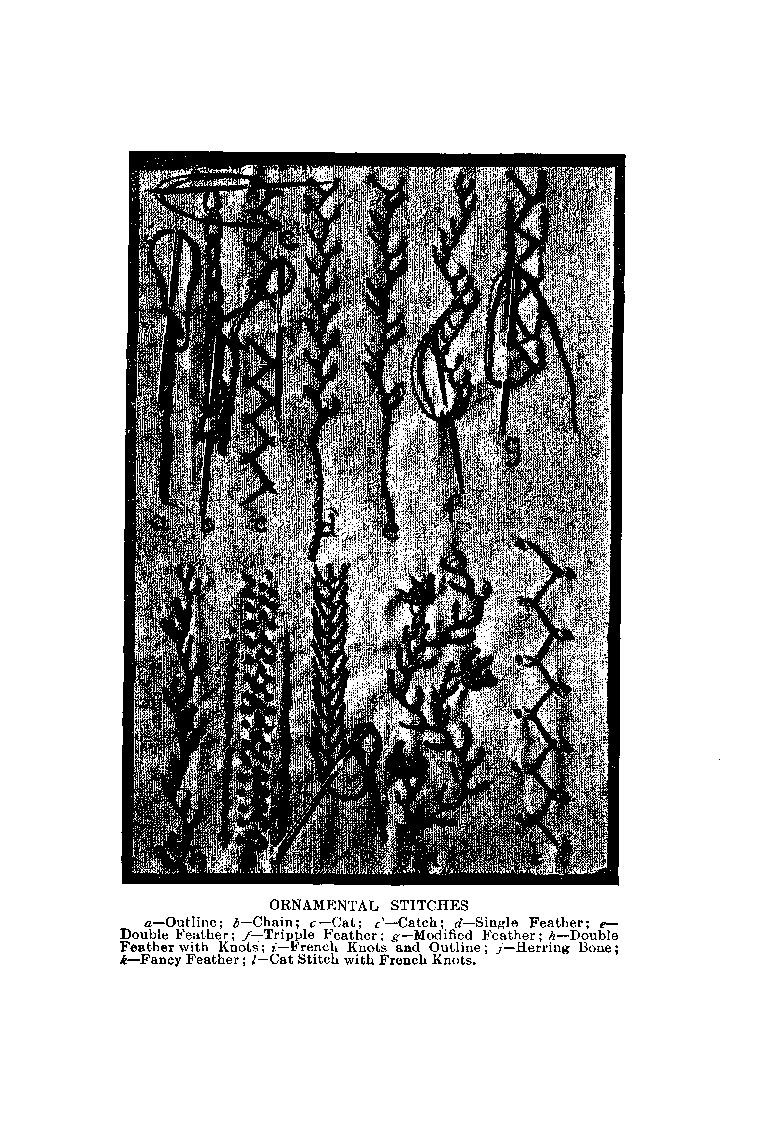 c'
g
a b c d e f
ORNAMENTAL STITCHES
a—Outline; b—Chain; c—Cat; c'—Catch; d—Single Feather; e—
Double Feather; f—Tripple Feather; g—Modified Feather; h—Double
Feather with Knots; i—French Knots and Outline; j—Herring Bone;
k—Fancy Feather; l—Cat Stitch with French Knots.